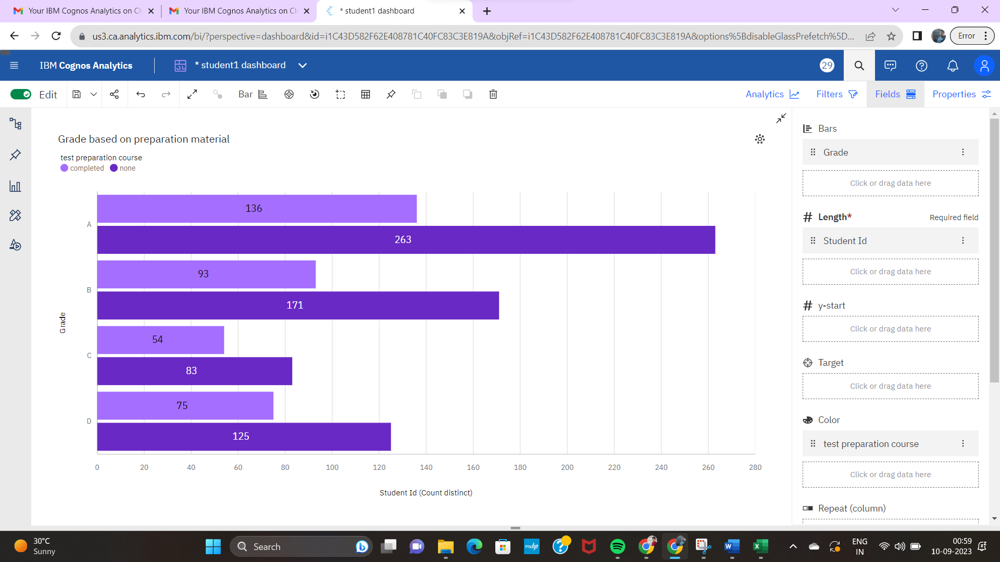 Your IBM Cognos Analytics on Cl
Your IBM Cognos Analytics on Cl
* student1 dashboard
us3.ca.analytics.ibm.com/bi/?perspective=dashboard&id=i1C43D582F62E408781C40FC83C3E819A&objRef=i1C43D582F62E408781C40FC83C3E819A&options%5BdisableGlassPrefetch%5D...
Error
IBM Cognos Analytics
* student1 dashboard
29
Edit
Bar
Analytics
Filters
Fields
Properties
Grade based on preparation material
test preparation course
completed
none
Grade
A
136
263
B
93
171
C
54
83
D
75
125
0 20 40 60 80 100 120 140 160 180 200 220 240 260 280
Student Id (Count distinct)
Bars
Grade
Click or drag data here
Length* Required field
Student Id
Click or drag data here
y-start
Click or drag data here
Target
Click or drag data here
Color
test preparation course
Click or drag data here
Repeat (column)
30°C
Sunny
Search
myhp
ENG
IN
00:59
10-09-2023